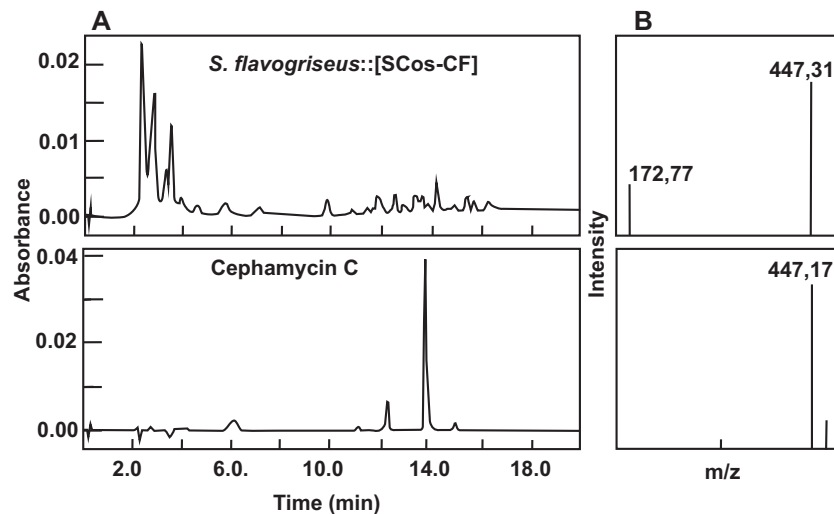 A
B
S. flavogriseus::[SCos-CF]
0.02
0.01
0.00
447,31
172,77
Absorbance
Intensity
Cephamycin C
0.04
0.02
0.00
447,17
2.0 6.0. 10.0 14.0 18.0
Time (min)
m/z